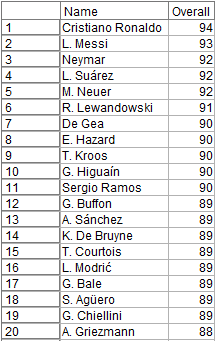 Name Overall
1 Cristiano Ronaldo 94
2 L. Messi 93
3 Neymar 92
4 L. Suárez 92
5 M. Neuer 92
6 R. Lewandowski 91
7 De Gea 90
8 E. Hazard 90
9 T. Kroos 90
10 G. Higuaín 90
11 Sergio Ramos 90
12 G. Buffon 89
13 A. Sánchez 89
14 K. De Bruyne 89
15 T. Courtois 89
16 L. Modrić 89
17 G. Bale 89
18 S. Agüero 89
19 G. Chiellini 89
20 A. Griezmann 88